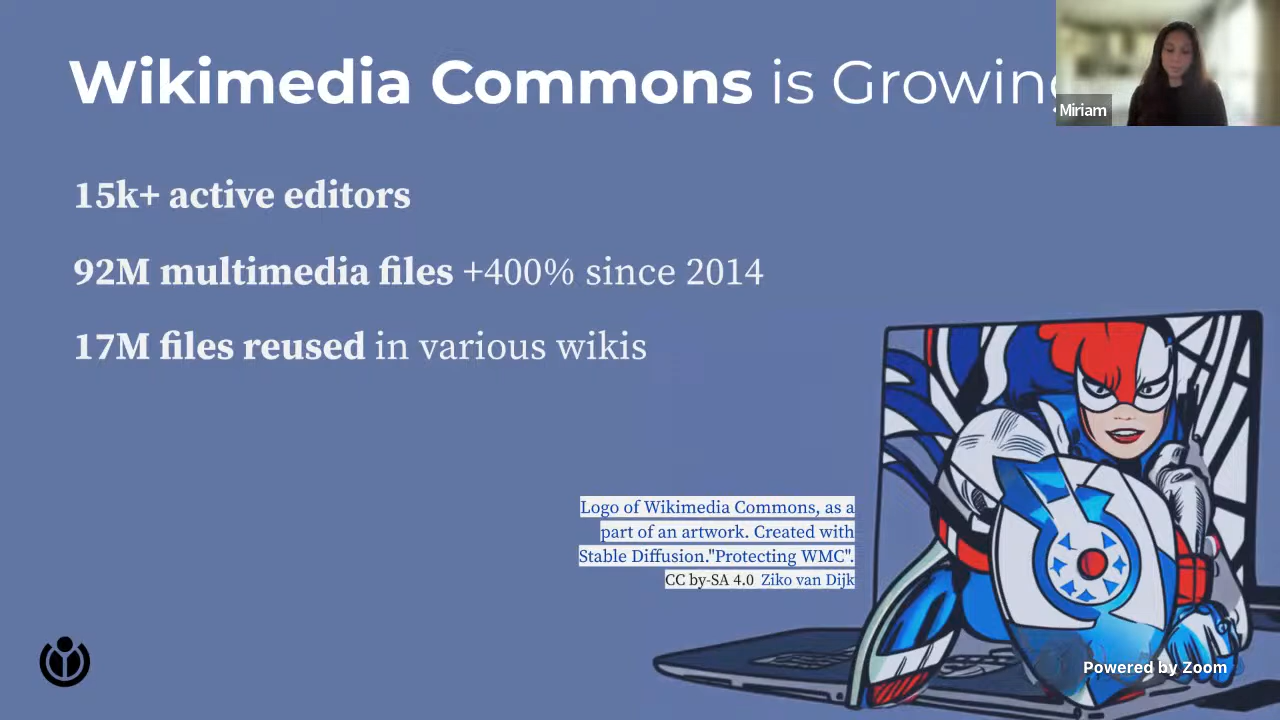 Wikimedia Commons is Growing
Miriam
15k+ active editors
92M multimedia files +400% since 2014
17M files reused in various wikis
Logo of Wikimedia Commons, as a
part of an artwork. Created with
Stable Diffusion."Protecting WMC".
CC by-SA 4.0 Ziko van Dijk
Powered by Zoom